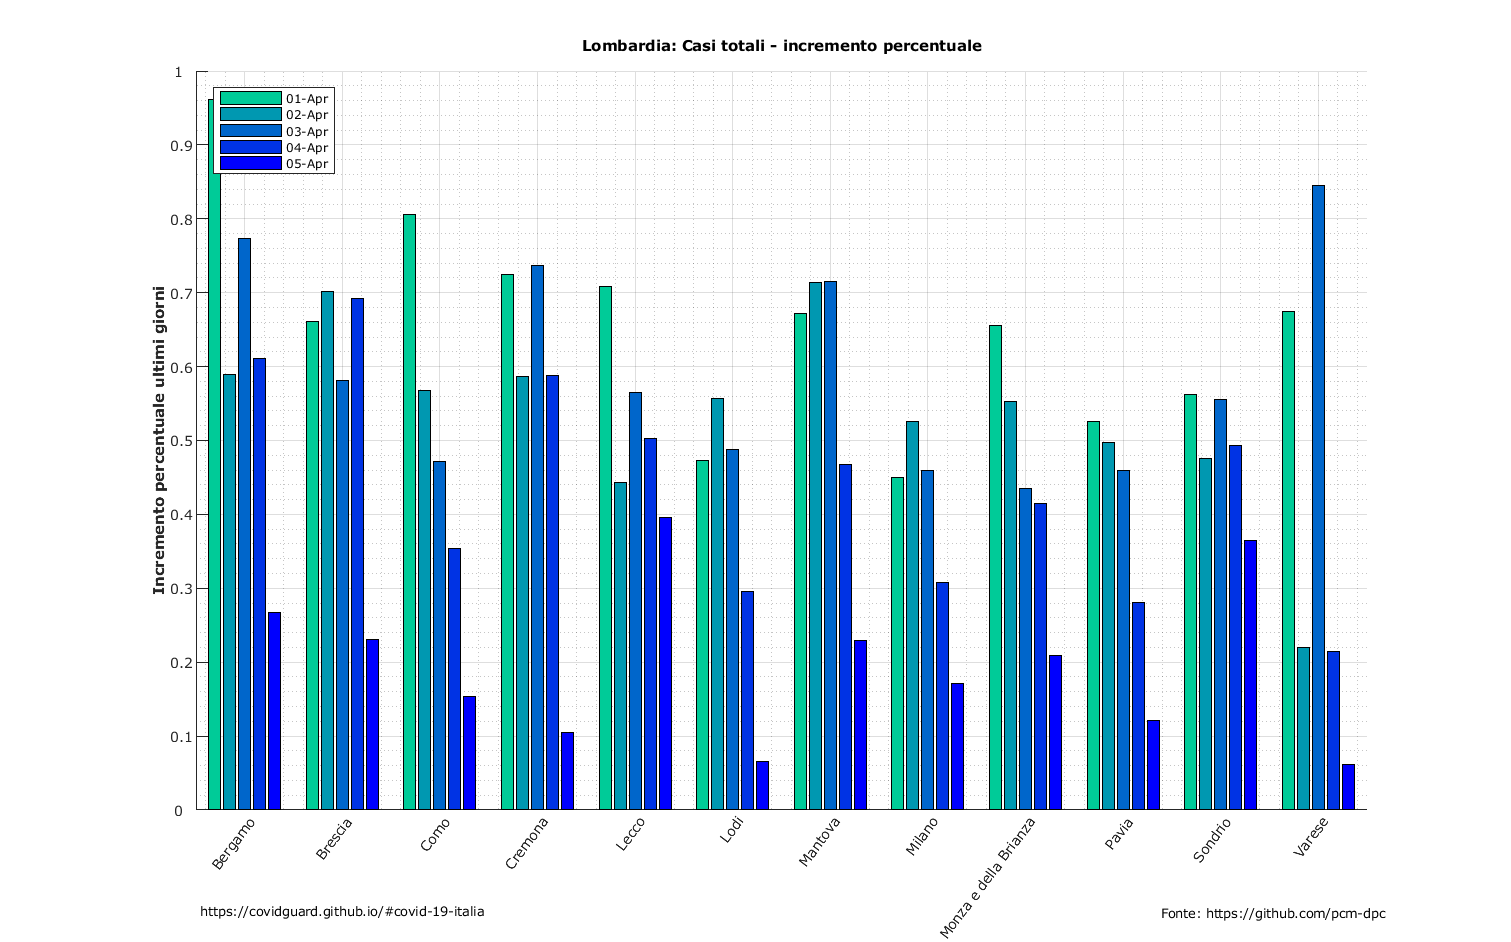 Lombardia: Casi totali - incremento percentuale
Incremento percentuale ultimi giorni
1
0.9
0.8
0.7
0.6
0.5
0.4
0.3
0.2
0.1
0
01-Apr
02-Apr
03-Apr
04-Apr
05-Apr
Bergamo
Brescia
Como
Cremona
Lecco
Lodi
Mantova
Milano
Monza e della Brianza
Pavia
Sondrio
Varese
https://covidguard.github.io/#covid-19-italia
Fonte: https://github.com/pcm-dpc